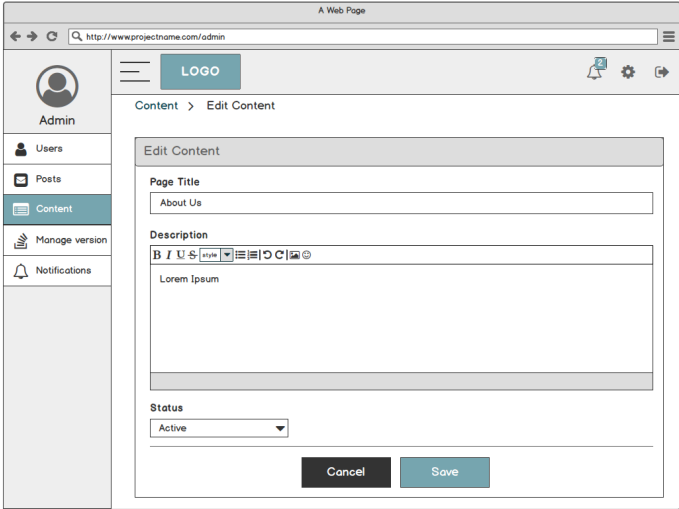 A Web Page
http://www.projectname.com/admin
LOGO
2
Admin
Content > Edit Content
Users
Posts
Content
Manage version
Notifications
Edit Content
Page Title
About Us
Description
B I U S style
Lorem Ipsum
Status
Active
Cancel Save